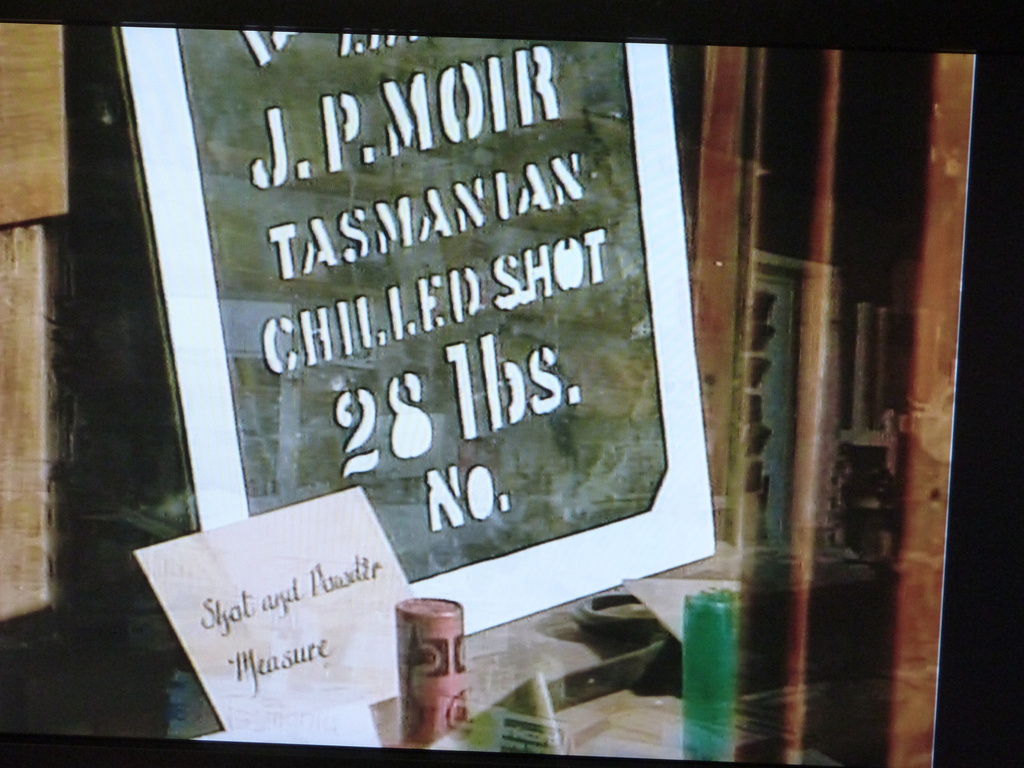 J. P. MOIR
TASMANIAN
CHILLED SHOT
28 lbs.
NO.
Shot and Powder
Measure